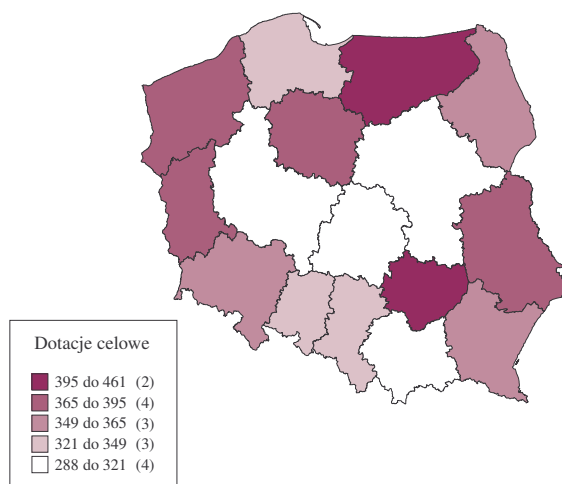 Dotacje celowe
395 do 461 (2)
365 do 395 (4)
349 do 365 (3)
321 do 349 (3)
288 do 321 (4)